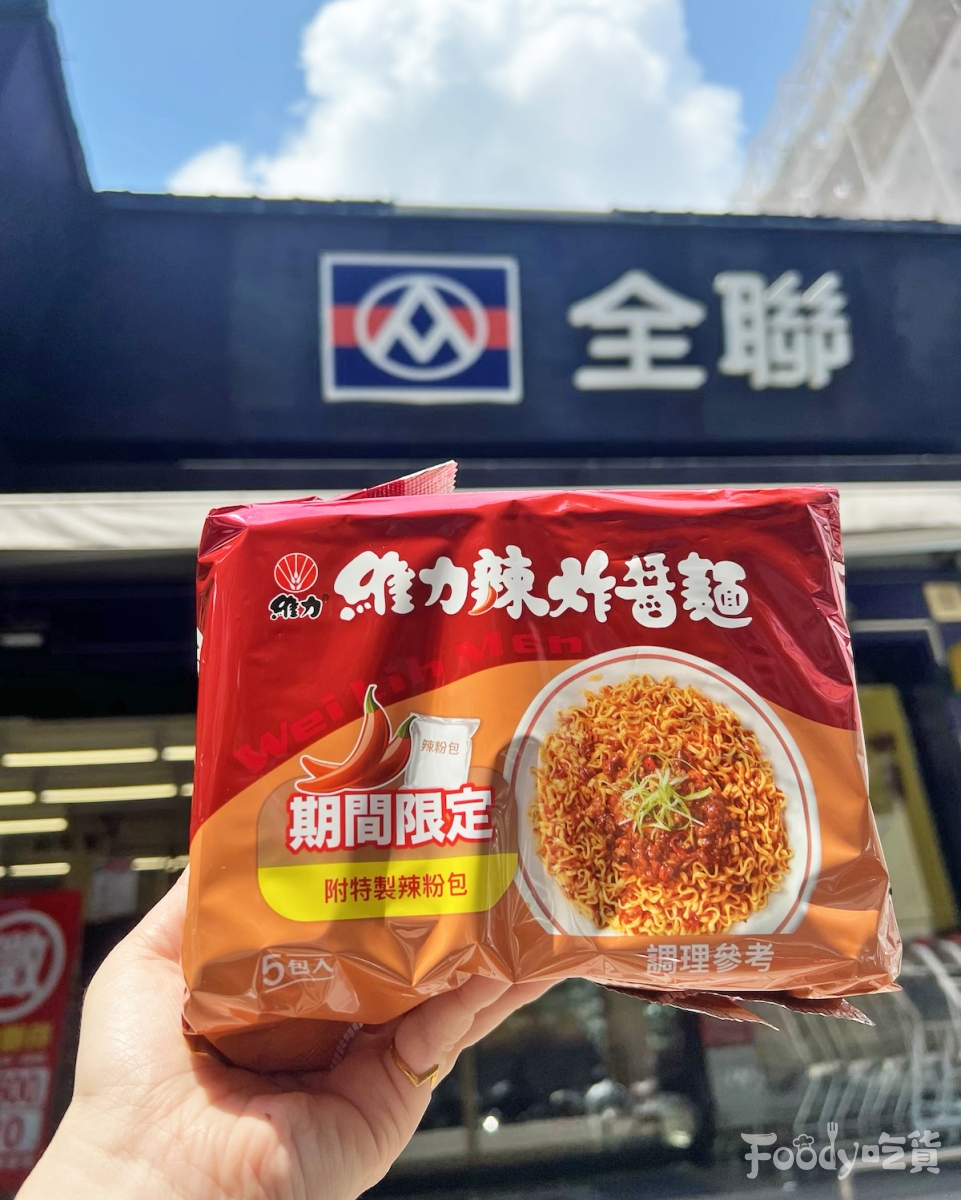 全聯
維力
維力辣炸醤麵
Wei Lih Men
辣粉包
期間限定
附特製辣粉包
5包入
調理參考
徵
Foody吃貨